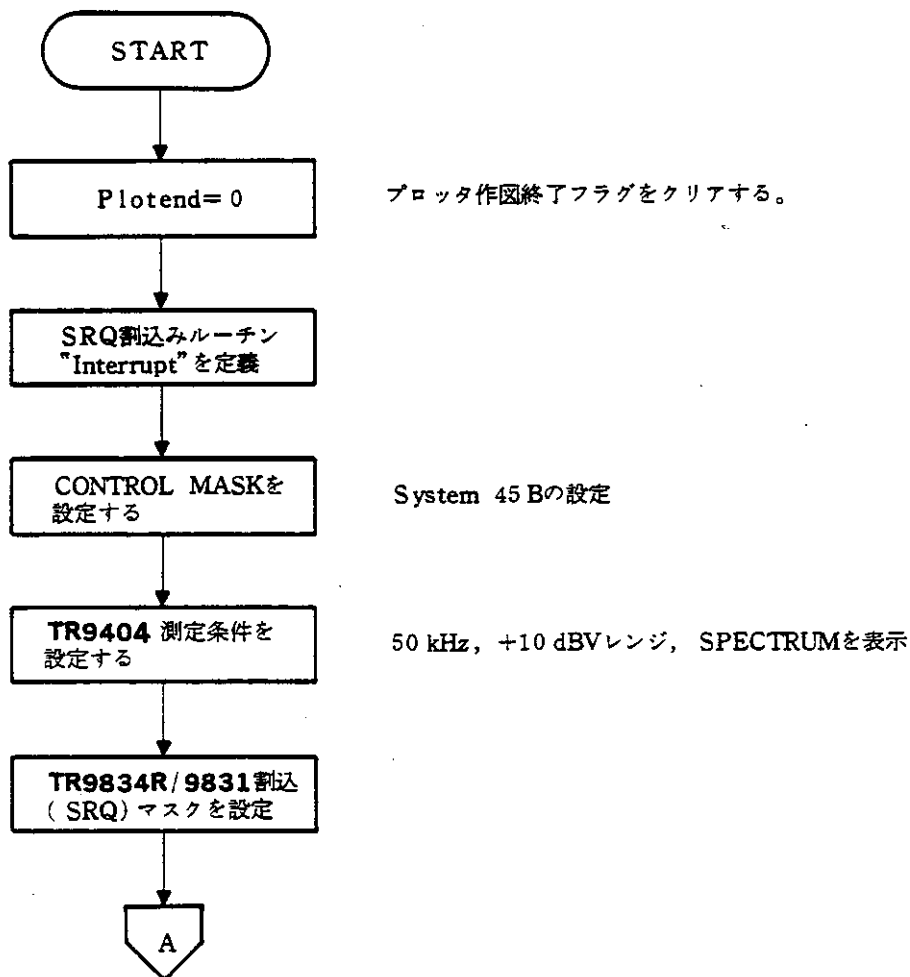 START
Plotend=0
プロッタ作図終了フラグをクリアする。
SRQ割込みルーチン
"Interrupt"を定義
CONTROL MASKを
設定する
System 45Bの設定
TR9404 測定条件を
設定する
50 kHz, +10 dBVレンジ, SPECTRUMを表示
TR9834R/9831割込
(SRQ)マスクを設定
A